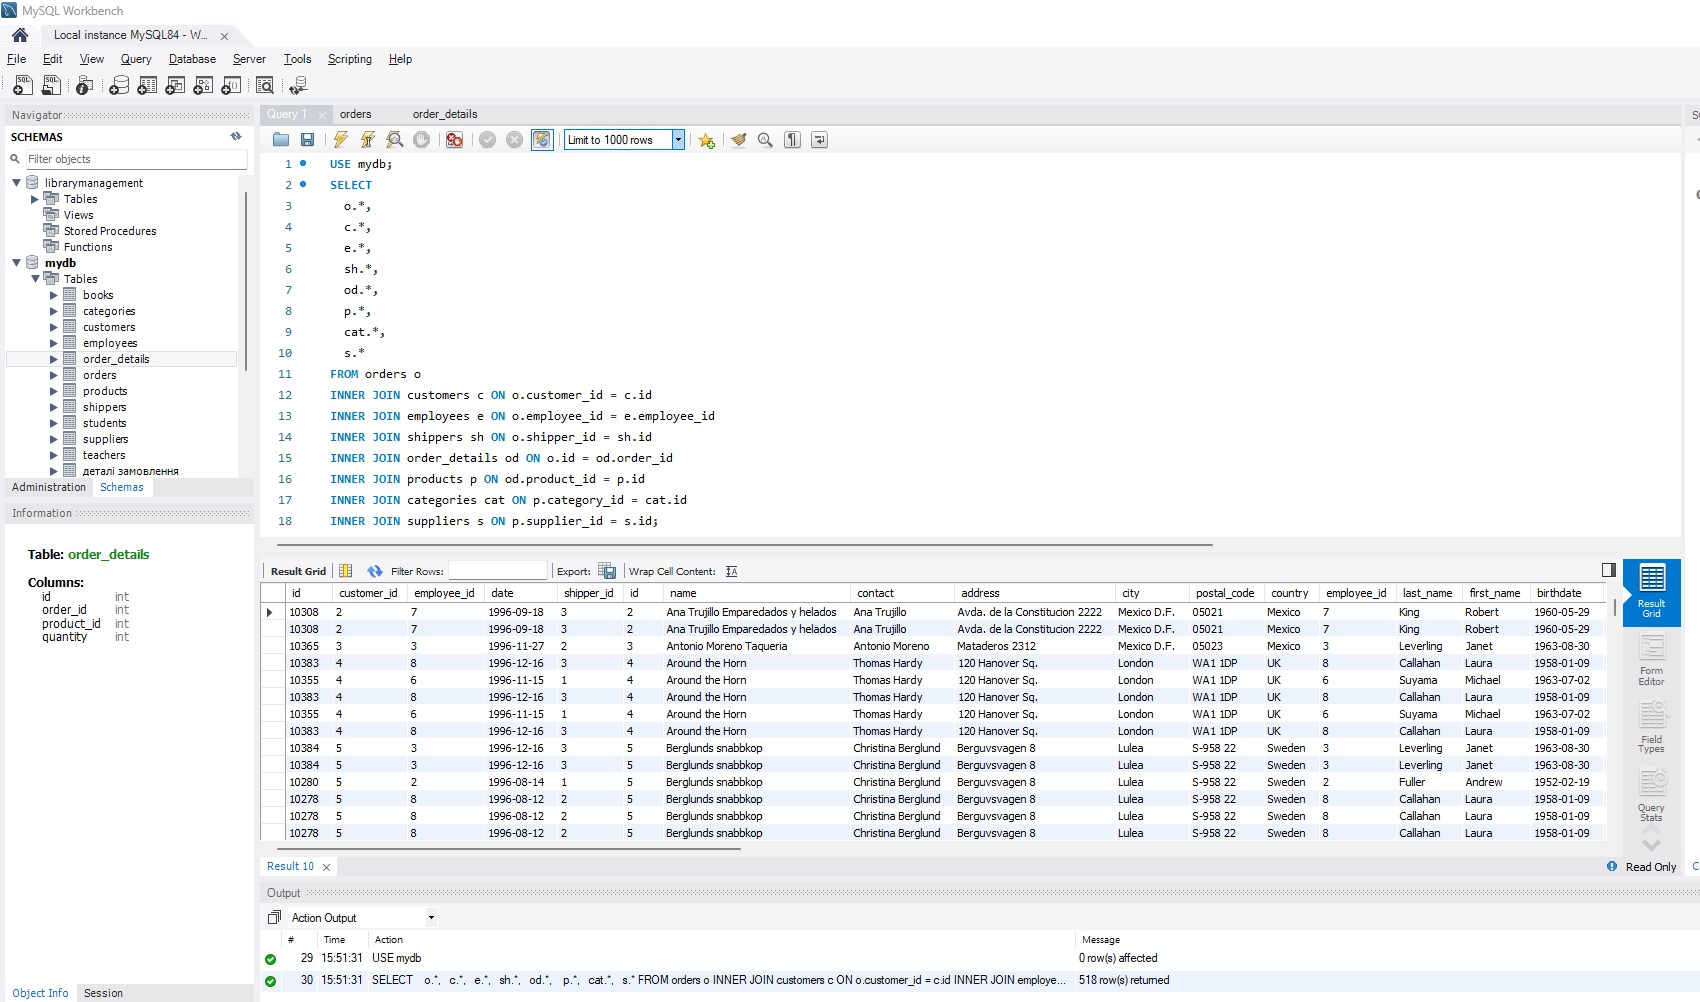 MySQL Workbench
Local instance MySQL84 - W...
File Edit View Query Database Server Tools Scripting Help
Navigator
SCHEMAS
Filter objects
librarymanagement
Tables
Views
Stored Procedures
Functions
mydb
Tables
books
categories
customers
employees
order_details
orders
products
shippers
students
suppliers
teachers
деталі замовлення
Administration Schemas
Information
Table: order_details
Columns:
id int
order_id int
product_id int
quantity int
Object Info Session
Query 1 orders order_details
Limit to 1000 rows
1 USE mydb;
2 SELECT
3 o.*,
4 c.*,
5 e.*,
6 sh.*,
7 od.*,
8 p.*,
9 cat.*,
10 s.*
11 FROM orders o
12 INNER JOIN customers c ON o.customer_id = c.id
13 INNER JOIN employees e ON o.employee_id = e.employee_id
14 INNER JOIN shippers sh ON o.shipper_id = sh.id
15 INNER JOIN order_details od ON o.id = od.order_id
16 INNER JOIN products p ON od.product_id = p.id
17 INNER JOIN categories cat ON p.category_id = cat.id
18 INNER JOIN suppliers s ON p.supplier_id = s.id;
Result Grid Filter Rows: Export: Wrap Cell Content:
id customer_id employee_id date shipper_id id name contact address city postal_code country employee_id last_name first_name birthdate
10308 2 7 1996-09-18 3 2 Ana Trujillo Emparedados y helados Ana Trujillo Avda. de la Constitucion 2222 Mexico D.F. 05021 Mexico 7 King Robert 1960-05-29
10308 2 7 1996-09-18 3 2 Ana Trujillo Emparedados y helados Ana Trujillo Avda. de la Constitucion 2222 Mexico D.F. 05021 Mexico 7 King Robert 1960-05-29
10365 3 3 1996-11-27 2 3 Antonio Moreno Taqueria Antonio Moreno Mataderos 2312 Mexico D.F. 05023 Mexico 3 Leverling Janet 1963-08-30
10383 4 8 1996-12-16 3 4 Around the Horn Thomas Hardy 120 Hanover Sq. London WA1 1DP UK 8 Callahan Laura 1958-01-09
10355 4 6 1996-11-15 1 4 Around the Horn Thomas Hardy 120 Hanover Sq. London WA1 1DP UK 6 Suyama Michael 1963-07-02
10383 4 8 1996-12-16 3 4 Around the Horn Thomas Hardy 120 Hanover Sq. London WA1 1DP UK 8 Callahan Laura 1958-01-09
10355 4 6 1996-11-15 1 4 Around the Horn Thomas Hardy 120 Hanover Sq. London WA1 1DP UK 6 Suyama Michael 1963-07-02
10383 4 8 1996-12-16 3 4 Around the Horn Thomas Hardy 120 Hanover Sq. London WA1 1DP UK 8 Callahan Laura 1958-01-09
10384 5 3 1996-12-16 3 5 Berglunds snabbkop Christina Berglund Berguvsvagen 8 Lulea S-958 22 Sweden 3 Leverling Janet 1963-08-30
10384 5 3 1996-12-16 3 5 Berglunds snabbkop Christina Berglund Berguvsvagen 8 Lulea S-958 22 Sweden 3 Leverling Janet 1963-08-30
10280 5 2 1996-08-14 1 5 Berglunds snabbkop Christina Berglund Berguvsvagen 8 Lulea S-958 22 Sweden 2 Fuller Andrew 1952-02-19
10278 5 8 1996-08-12 2 5 Berglunds snabbkop Christina Berglund Berguvsvagen 8 Lulea S-958 22 Sweden 8 Callahan Laura 1958-01-09
10278 5 8 1996-08-12 2 5 Berglunds snabbkop Christina Berglund Berguvsvagen 8 Lulea S-958 22 Sweden 8 Callahan Laura 1958-01-09
10278 5 8 1996-08-12 2 5 Berglunds snabbkop Christina Berglund Berguvsvagen 8 Lulea S-958 22 Sweden 8 Callahan Laura 1958-01-09
Result Grid
Form Editor
Field Types
Query Stats
Result 10
Read Only
Output
Action Output
# Time Action Message
29 15:51:31 USE mydb 0 row(s) affected
30 15:51:31 SELECT o.*, c.*, e.*, sh.*, od.*, p.*, cat.*, s.* FROM orders o INNER JOIN customers c ON o.customer_id = c.id INNER JOIN employe... 518 row(s) returned